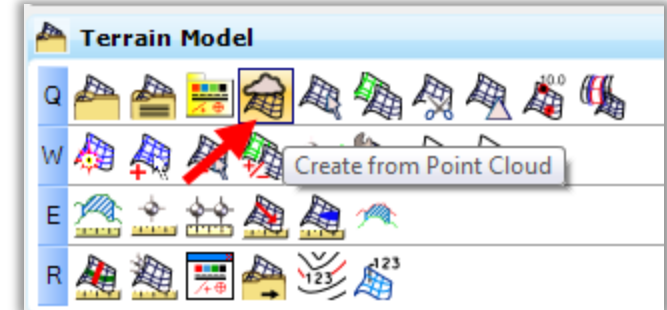 Terrain Model
Q
10.0
W
Create from Point Cloud
E
R
123
123